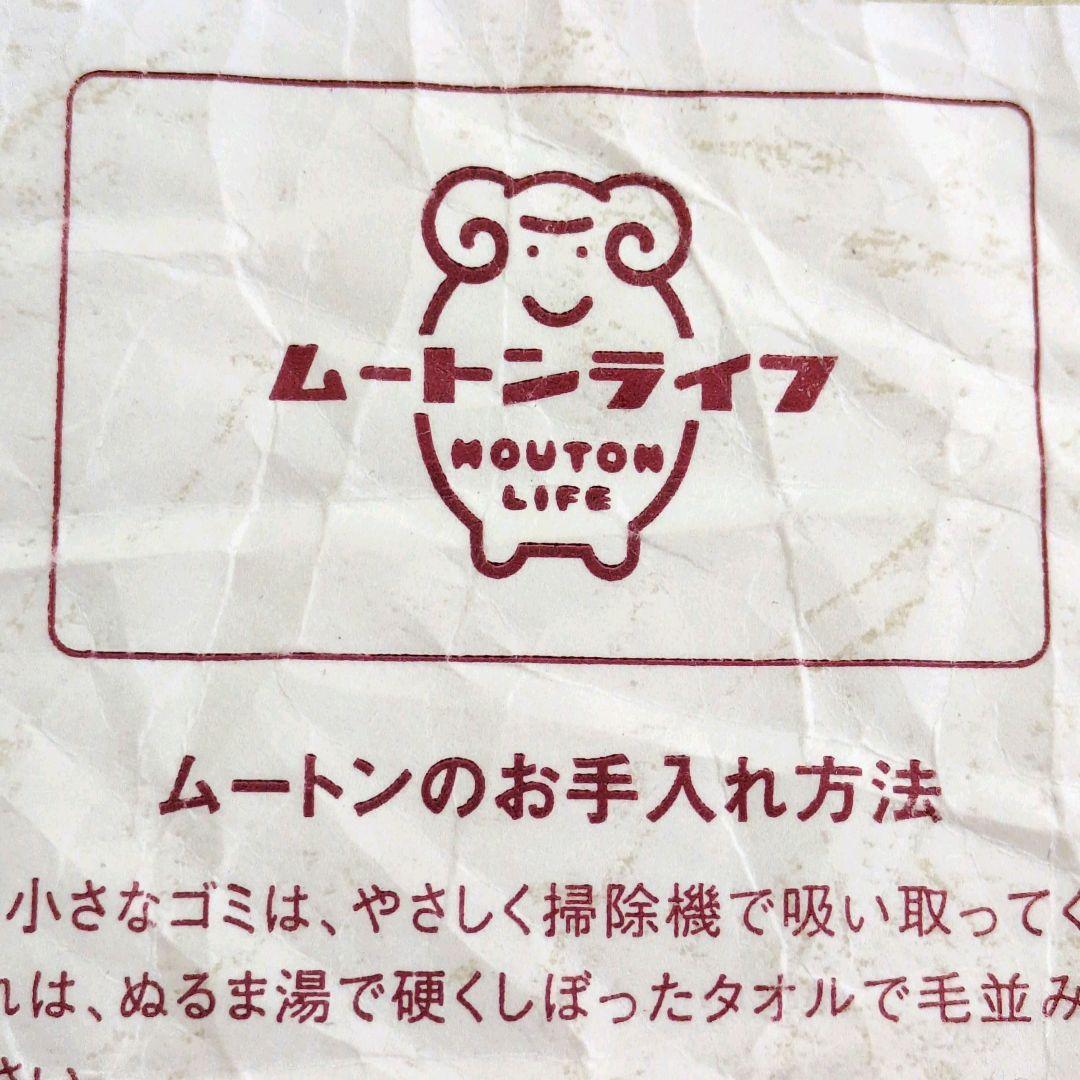 ムートンライフ
MOUTON
LIFE
ムートンのお手入れ方法
小さなゴミは、やさしく掃除機で吸い取ってく
れは、ぬるま湯で硬くしぼったタオルで毛並み
さい